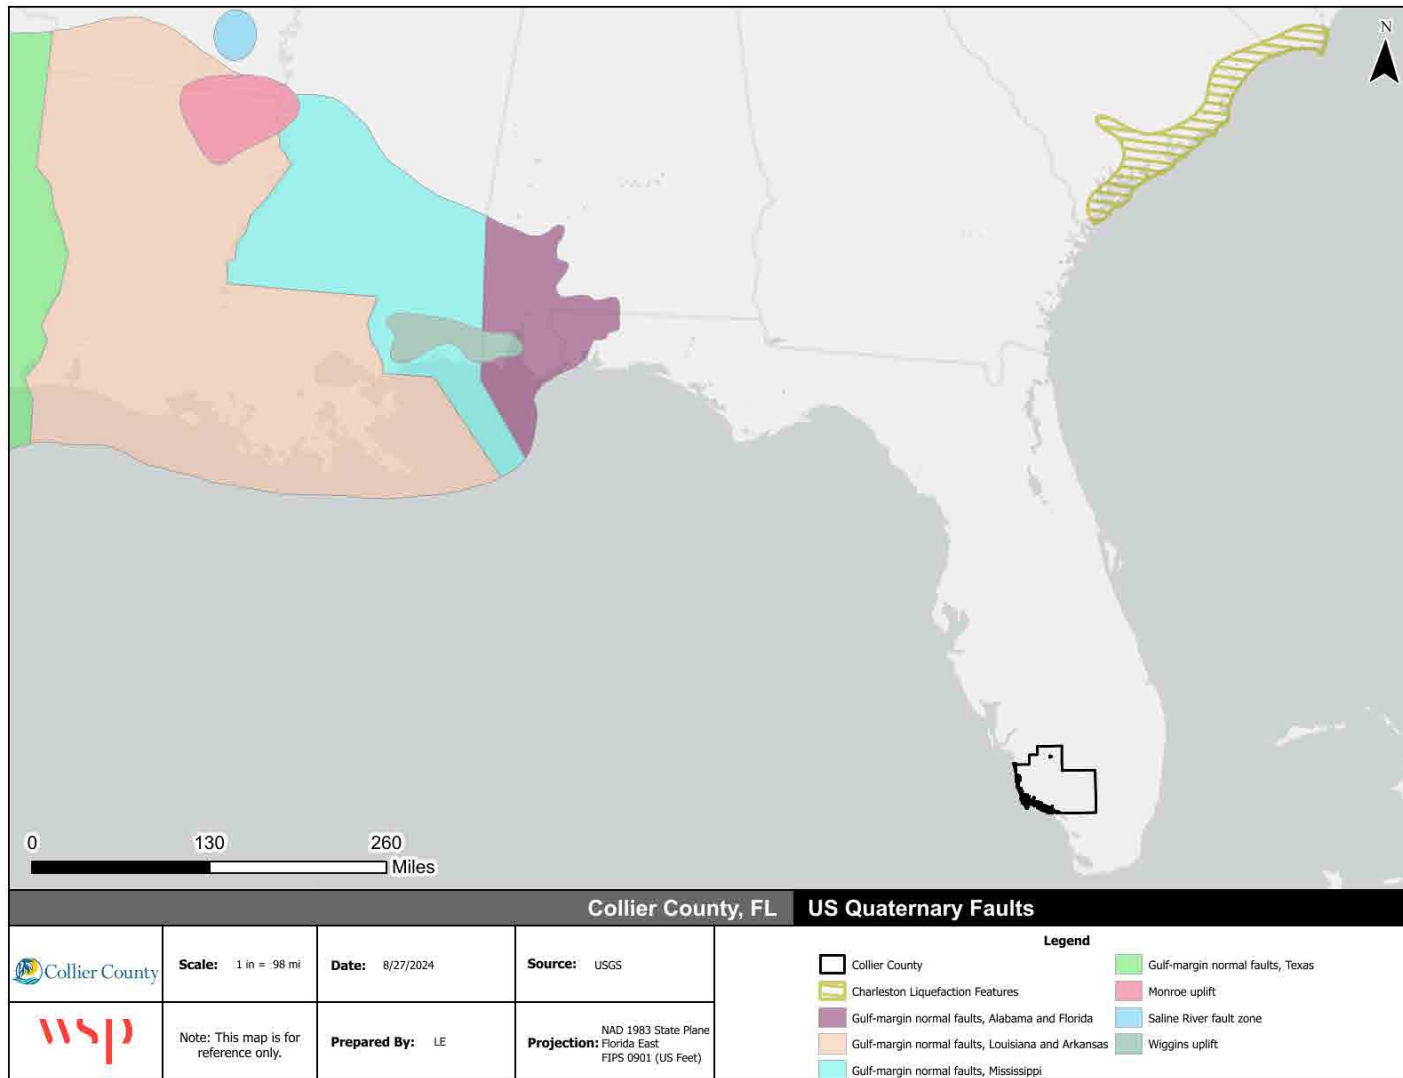 N
0 130 260
Miles
Collier County, FL US Quaternary Faults
Collier County
Scale: 1 in = 98 mi
Date: 8/27/2024
Source: USGS
wsp
Note: This map is for
reference only.
Prepared By: LE
Projection: NAD 1983 State Plane
Florida East
FIPS 0901 (US Feet)
Legend
Collier County
Charleston Liquefaction Features
Gulf-margin normal faults, Alabama and Florida
Gulf-margin normal faults, Louisiana and Arkansas
Gulf-margin normal faults, Mississippi
Gulf-margin normal faults, Texas
Monroe uplift
Saline River fault zone
Wiggins uplift